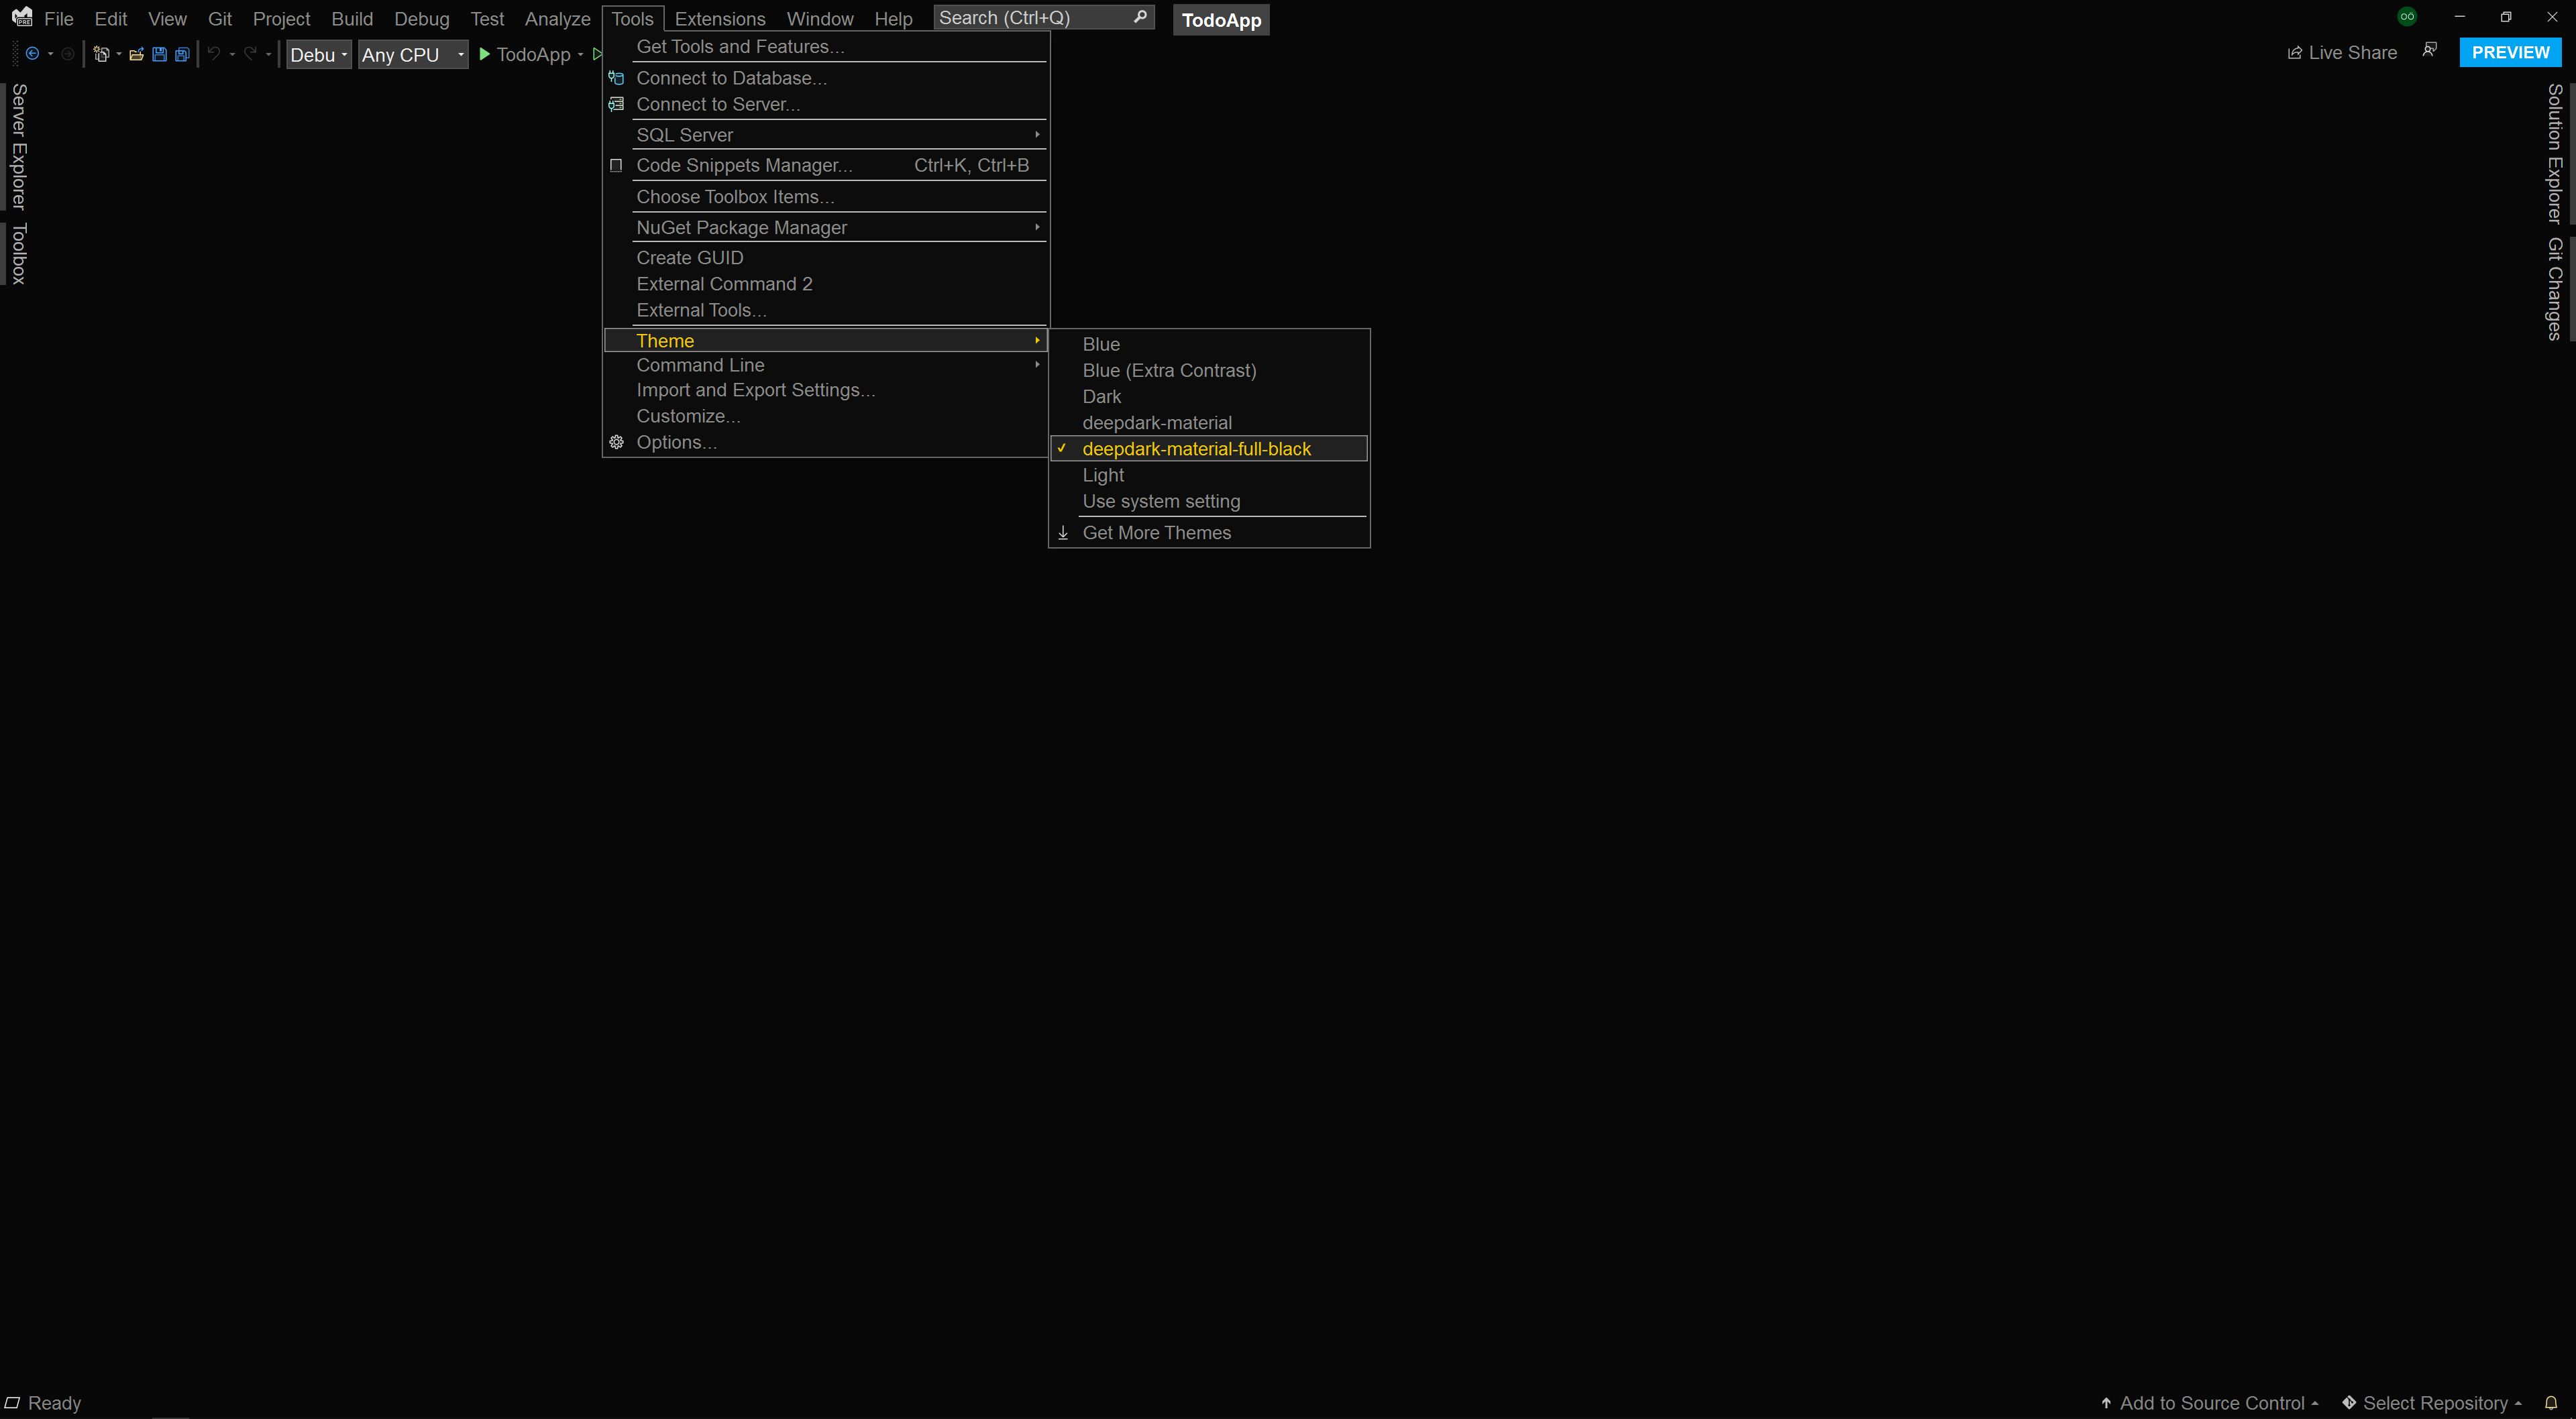 File Edit View Git Project Build Debug Test Analyze Tools Extensions Window Help Search (Ctrl+Q) TodoApp
Debu Any CPU TodoApp Live Share PREVIEW
Server Explorer
Toolbox
Get Tools and Features...
Connect to Database...
Connect to Server...
SQL Server
Code Snippets Manager... Ctrl+K, Ctrl+B
Choose Toolbox Items...
NuGet Package Manager
Create GUID
External Command 2
External Tools...
Theme
Command Line
Import and Export Settings...
Customize...
Options...
Blue
Blue (Extra Contrast)
Dark
deepdark-material
deepdark-material-full-black
Light
Use system setting
Get More Themes
Solution Explorer
Git Changes
Ready Add to Source Control Select Repository